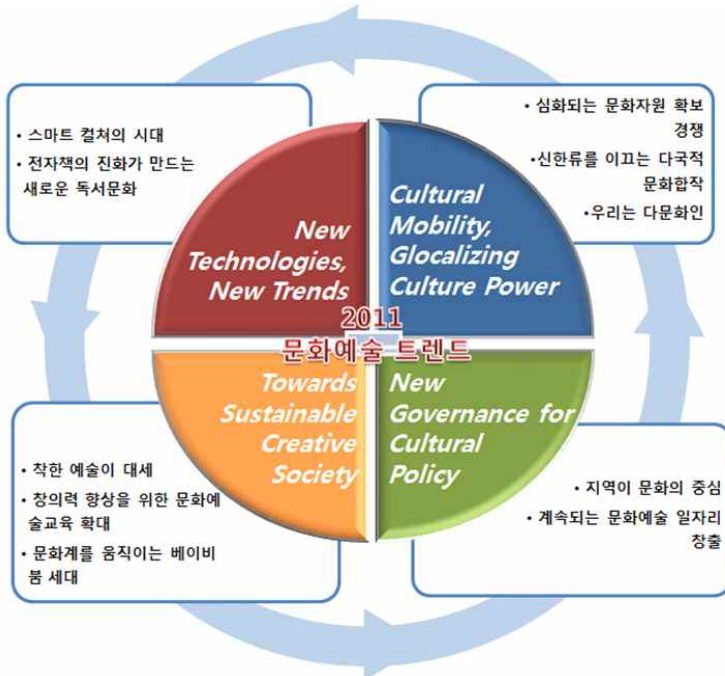 • 스마트 컬쳐의 시대
• 전자책의 진화가 만드는
새로운 독서문화
New
Technologies,
New Trends
Cultural
Mobility,
Glocalizing
Culture Power
• 심화되는 문화자원 확보
경쟁
•신한류를 이끄는 다국적
문화합작
•우리는 다문화인
2011
문화예술 트렌드
• 착한 예술이 대세
• 창의력 향상을 위한 문화예
술교육 확대
• 문화계를 움직이는 베이비
붐 세대
Towards
Sustainable
Creative
Society
New
Governance for
Cultural
Policy
• 지역이 문화의 중심
• 계속되는 문화예술 일자리
창출